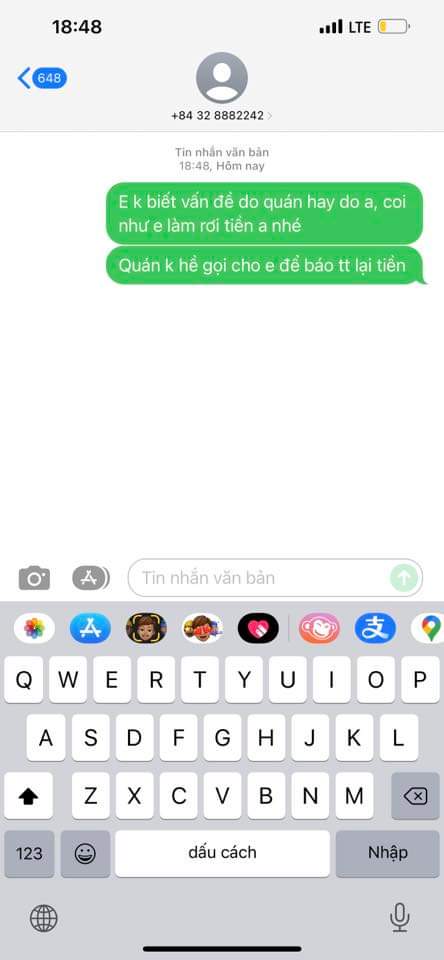 18:48
LTE
648
+84 32 8882242
Tin nhắn văn bản
18:48, Hôm nay
E k biết vấn đề do quán hay do a, coi
như e làm rơi tiền a nhé
Quán k hề gọi cho e để báo tt lại tiền
Tin nhắn văn bản
支
Q W E R T Y U I O P
A S D F G H J K L
Z X C V B N M
123
dấu cách
Nhập